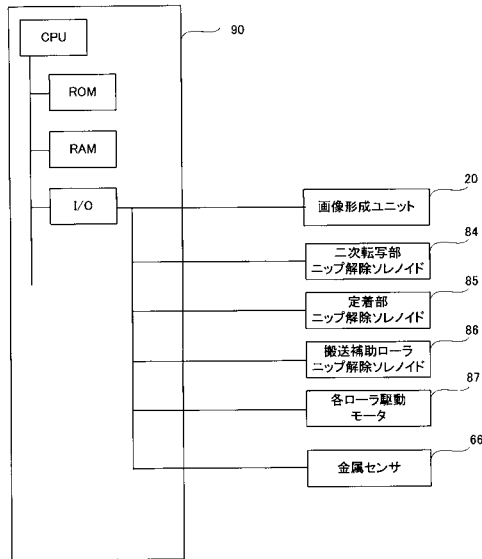 CPU
90
ROM
RAM
I/O
20
画像形成ユニット
84
二次転写部
ニップ解除ソレノイド
85
定着部
ニップ解除ソレノイド
86
搬送補助ローラ
ニップ解除ソレノイド
87
各ローラ駆動
モータ
66
金属センサ